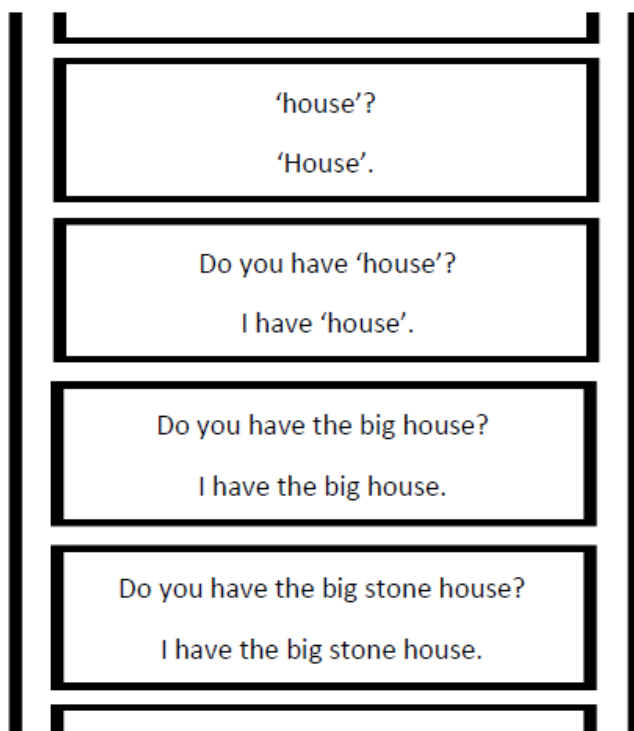 ‘house’?
‘House’.
Do you have ‘house’?
I have ‘house’.
Do you have the big house?
I have the big house.
Do you have the big stone house?
I have the big stone house.